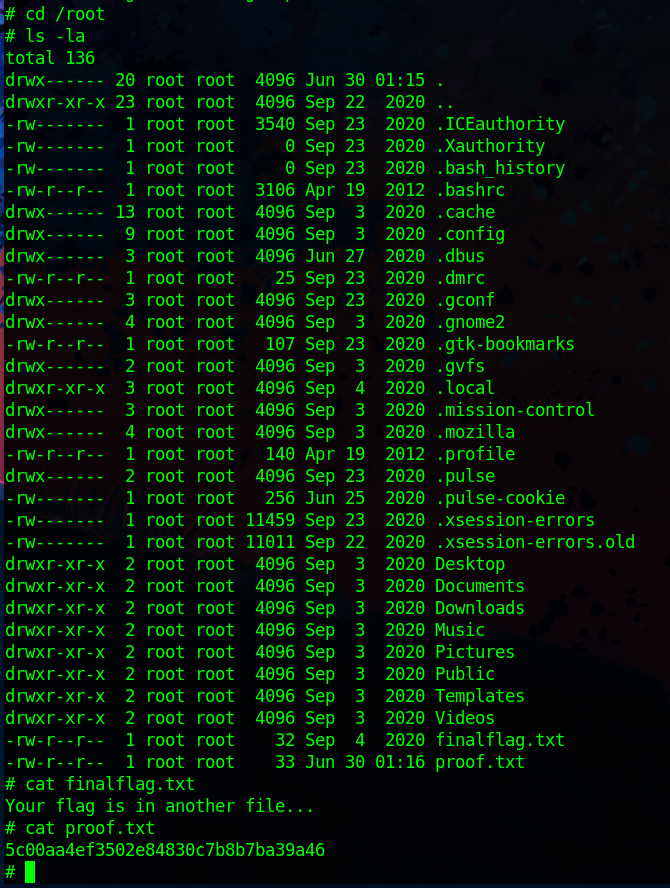 # cd /root
# ls -la
total 136
drwx------ 20 root root  4096 Jun 30 01:15 .
drwxr-xr-x 23 root root  4096 Sep 22  2020 ..
-rw-------  1 root root  3540 Sep 23  2020 .ICEauthority
-rw-------  1 root root     0 Sep 23  2020 .Xauthority
-rw-------  1 root root     0 Sep 23  2020 .bash_history
-rw-r--r--  1 root root  3106 Apr 19  2012 .bashrc
drwx------ 13 root root  4096 Sep  3  2020 .cache
drwx------  9 root root  4096 Sep  3  2020 .config
drwx------  3 root root  4096 Jun 27  2020 .dbus
-rw-r--r--  1 root root    25 Sep 23  2020 .dmrc
drwx------  3 root root  4096 Sep 23  2020 .gconf
drwx------  4 root root  4096 Sep  3  2020 .gnome2
-rw-r--r--  1 root root   107 Sep 23  2020 .gtk-bookmarks
drwx------  2 root root  4096 Sep  3  2020 .gvfs
drwxr-xr-x  3 root root  4096 Sep  4  2020 .local
drwx------  3 root root  4096 Sep  3  2020 .mission-control
drwx------  4 root root  4096 Sep  3  2020 .mozilla
-rw-r--r--  1 root root   140 Apr 19  2012 .profile
drwx------  2 root root  4096 Sep 23  2020 .pulse
-rw-------  1 root root   256 Jun 25  2020 .pulse-cookie
-rw-------  1 root root 11459 Sep 23  2020 .xsession-errors
-rw-------  1 root root 11011 Sep 22  2020 .xsession-errors.old
drwxr-xr-x  2 root root  4096 Sep  3  2020 Desktop
drwxr-xr-x  2 root root  4096 Sep  3  2020 Documents
drwxr-xr-x  2 root root  4096 Sep  3  2020 Downloads
drwxr-xr-x  2 root root  4096 Sep  3  2020 Music
drwxr-xr-x  2 root root  4096 Sep  3  2020 Pictures
drwxr-xr-x  2 root root  4096 Sep  3  2020 Public
drwxr-xr-x  2 root root  4096 Sep  3  2020 Templates
drwxr-xr-x  2 root root  4096 Sep  3  2020 Videos
-rw-r--r--  1 root root    32 Sep  4  2020 finalflag.txt
-rw-r--r--  1 root root    33 Jun 30 01:16 proof.txt
# cat finalflag.txt
Your flag is in another file...
# cat proof.txt
5c00aa4ef3502e84830c7b8b7ba39a46
#